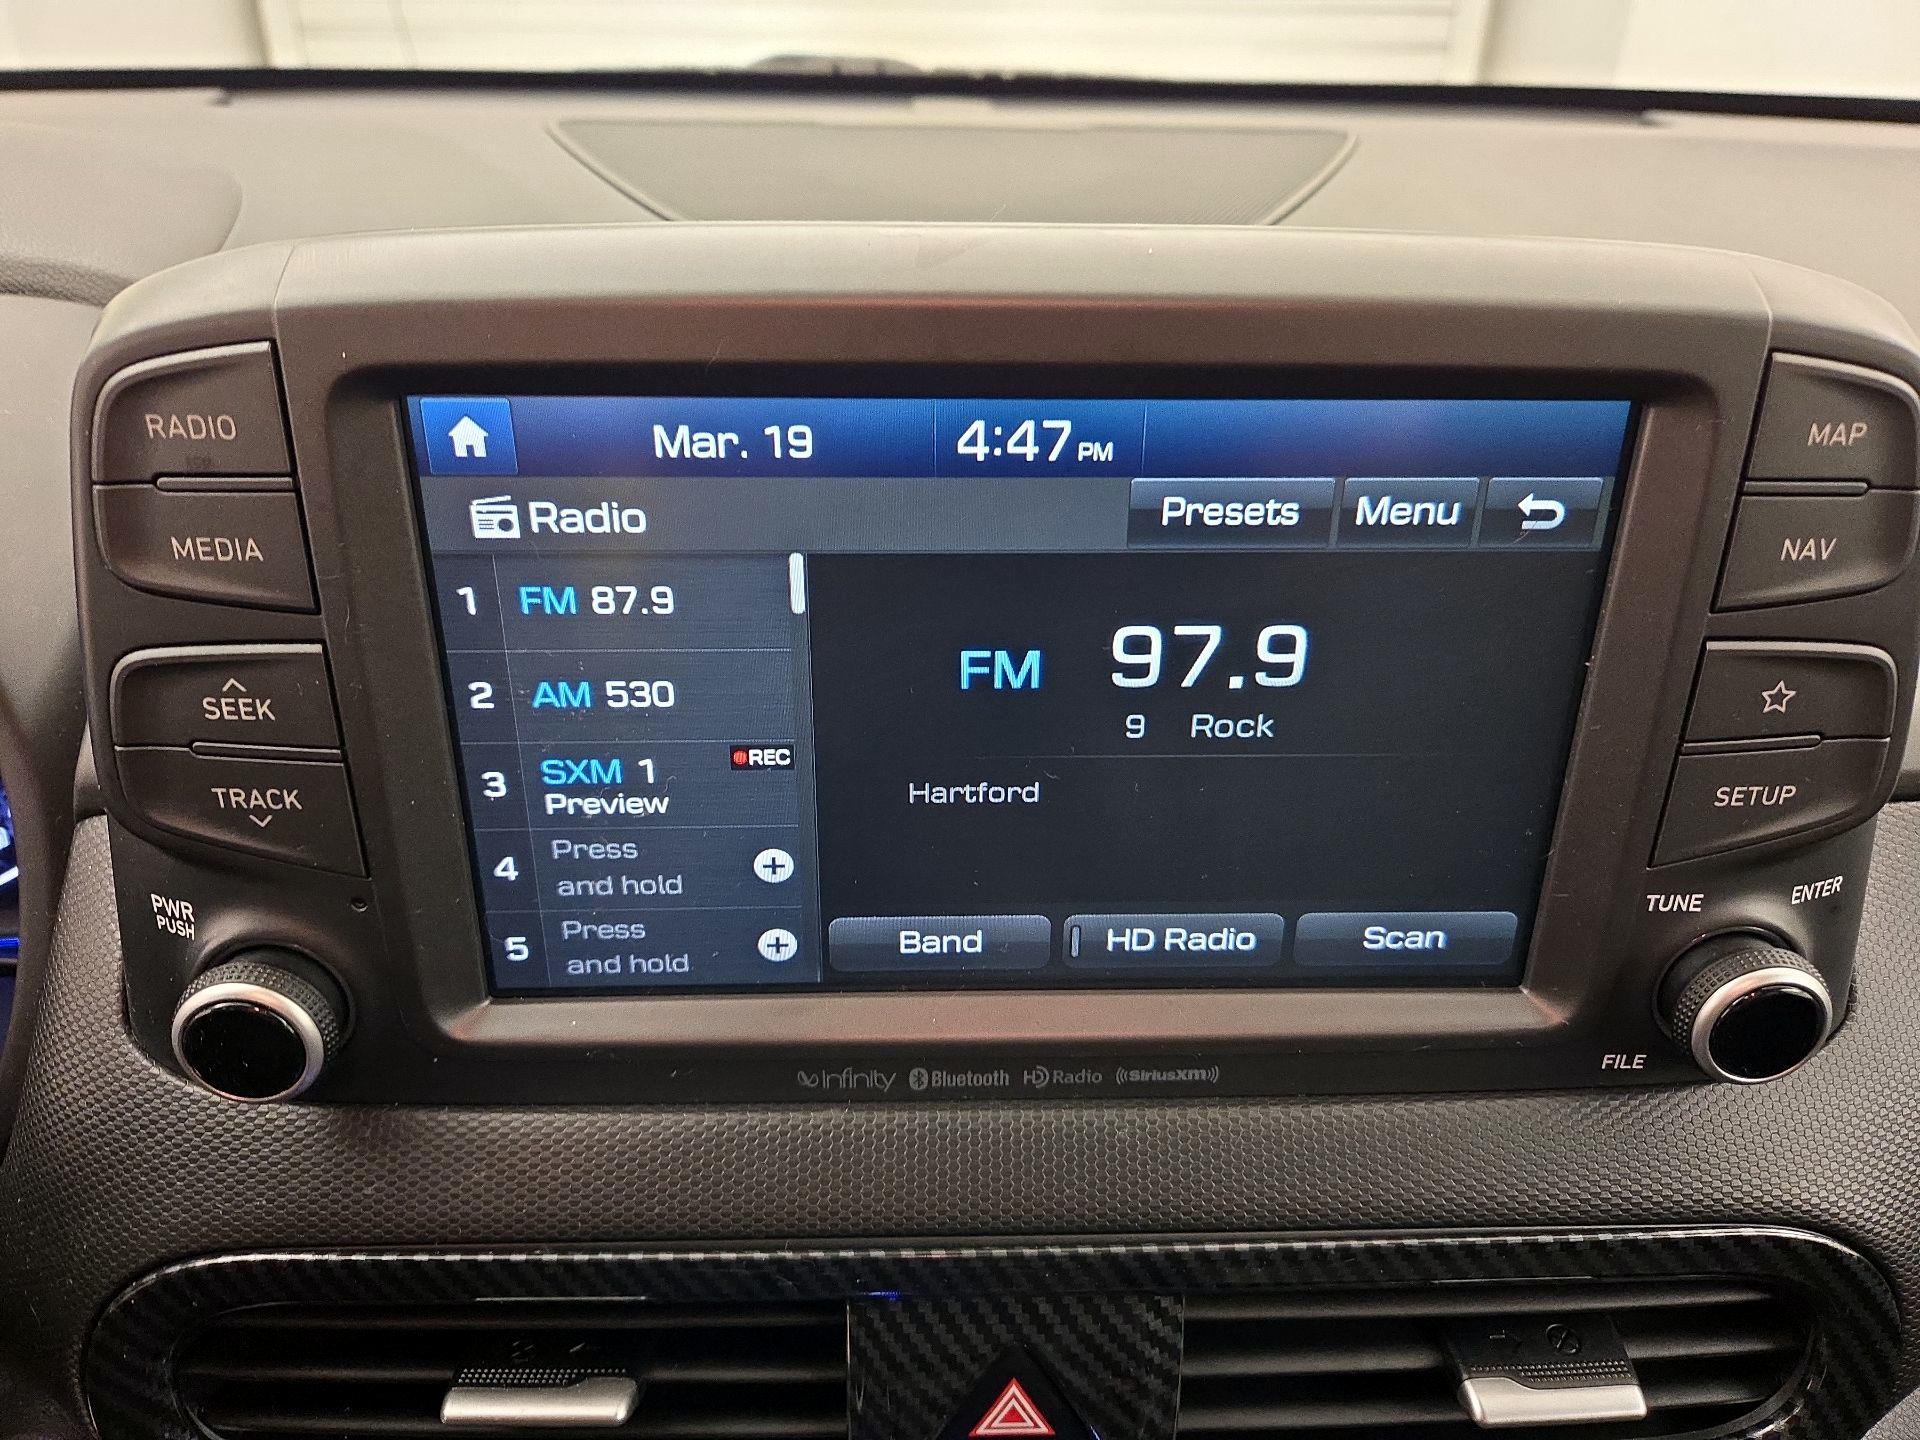 Mar. 19 4:47 PM
RADIO
MAP
Radio Presets Menu
MEDIA
NAV
1 FM 87.9
FM 97.9
2 AM 530
9 Rock
SEEK
3 SXM 1 REC
Preview
Hartford
TRACK
SETUP
4 Press
and hold
5 Press
and hold
Band HD Radio Scan
PWR
PUSH
TUNE ENTER
FILE
infinity Bluetooth HD Radio ((SiriusXM))